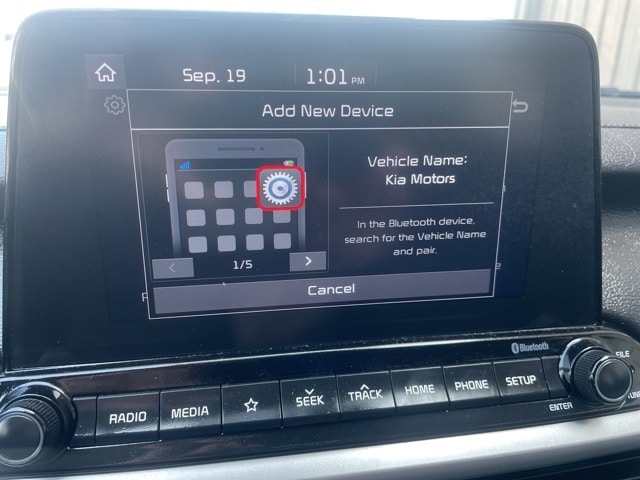 Sep. 19 1:01 PM
Add New Device
Vehicle Name:
Kia Motors
In the Bluetooth device,
search for the Vehicle Name
and pair.
1/5
Cancel
Bluetooth
FILE
RADIO MEDIA SEEK TRACK HOME PHONE SETUP
ENTER